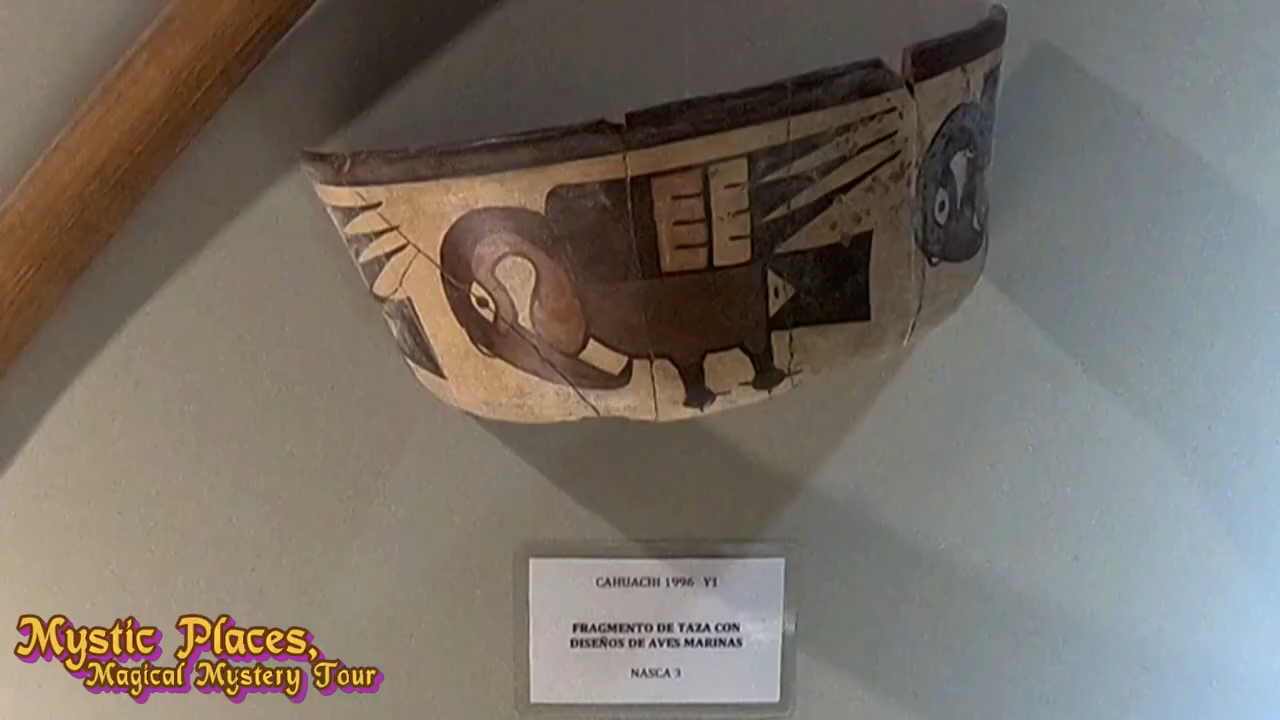 CAHUACHI 1996 Y1
FRAGMENTO DE TAZA CON
DISEÑOS DE AVES MARINAS
NASCA 3
Mystic Places,
Magical Mystery Tour